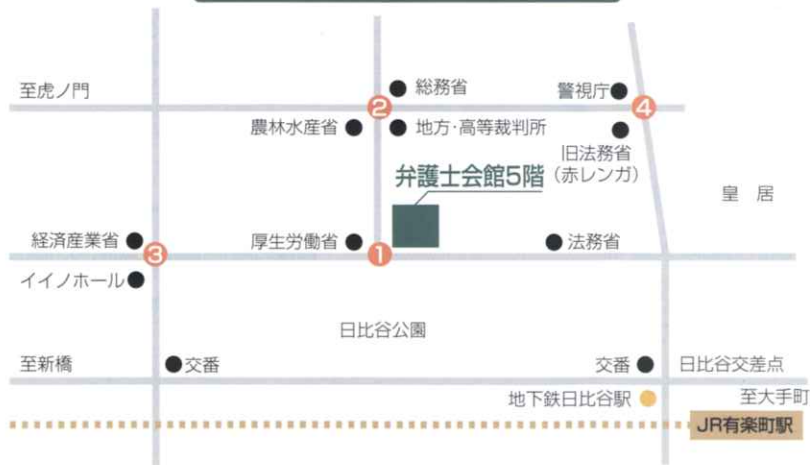 至虎ノ門
総務省
警視庁
②
④
農林水産省
地方・高等裁判所
旧法務省
(赤レンガ)
弁護士会館5階
皇 居
経済産業省
厚生労働省
法務省
③
①
イイノホール
日比谷公園
至新橋
交番
交番
日比谷交差点
地下鉄日比谷駅
至大手町
JR有楽町駅